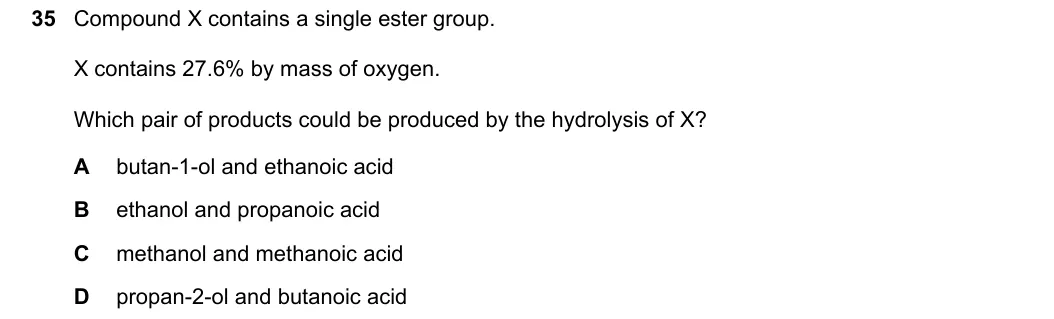 35 Compound X contains a single ester group.
X contains 27.6% by mass of oxygen.
Which pair of products could be produced by the hydrolysis of X?
A butan-1-ol and ethanoic acid
B ethanol and propanoic acid
C methanol and methanoic acid
D propan-2-ol and butanoic acid